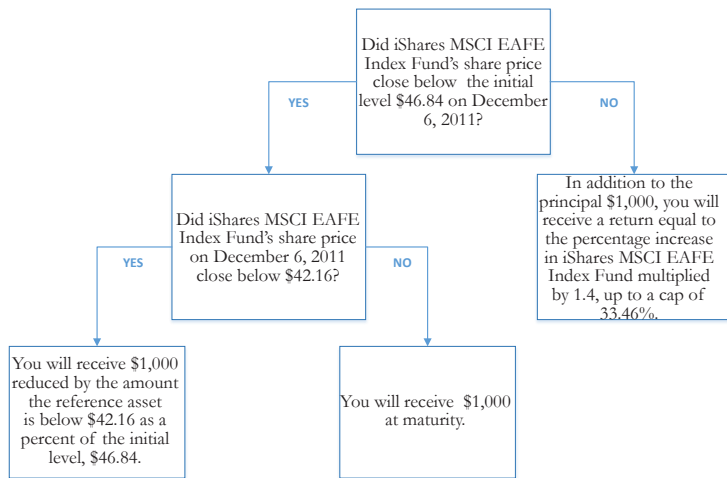 Did iShares MSCI EAFE
Index Fund's share price
close below the initial
level $46.84 on December
6, 2011?
YES
NO
Did iShares MSCI EAFE
Index Fund's share price
on December 6, 2011
close below $42.16?
In addition to the
principal $1,000, you will
receive a return equal to
the percentage increase
in iShares MSCI EAFE
Index Fund multiplied
by 1.4, up to a cap of
33.46%.
YES
NO
You will receive $1,000
reduced by the amount
the reference asset
is below $42.16 as a
percent of the initial
level, $46.84.
You will receive $1,000
at maturity.